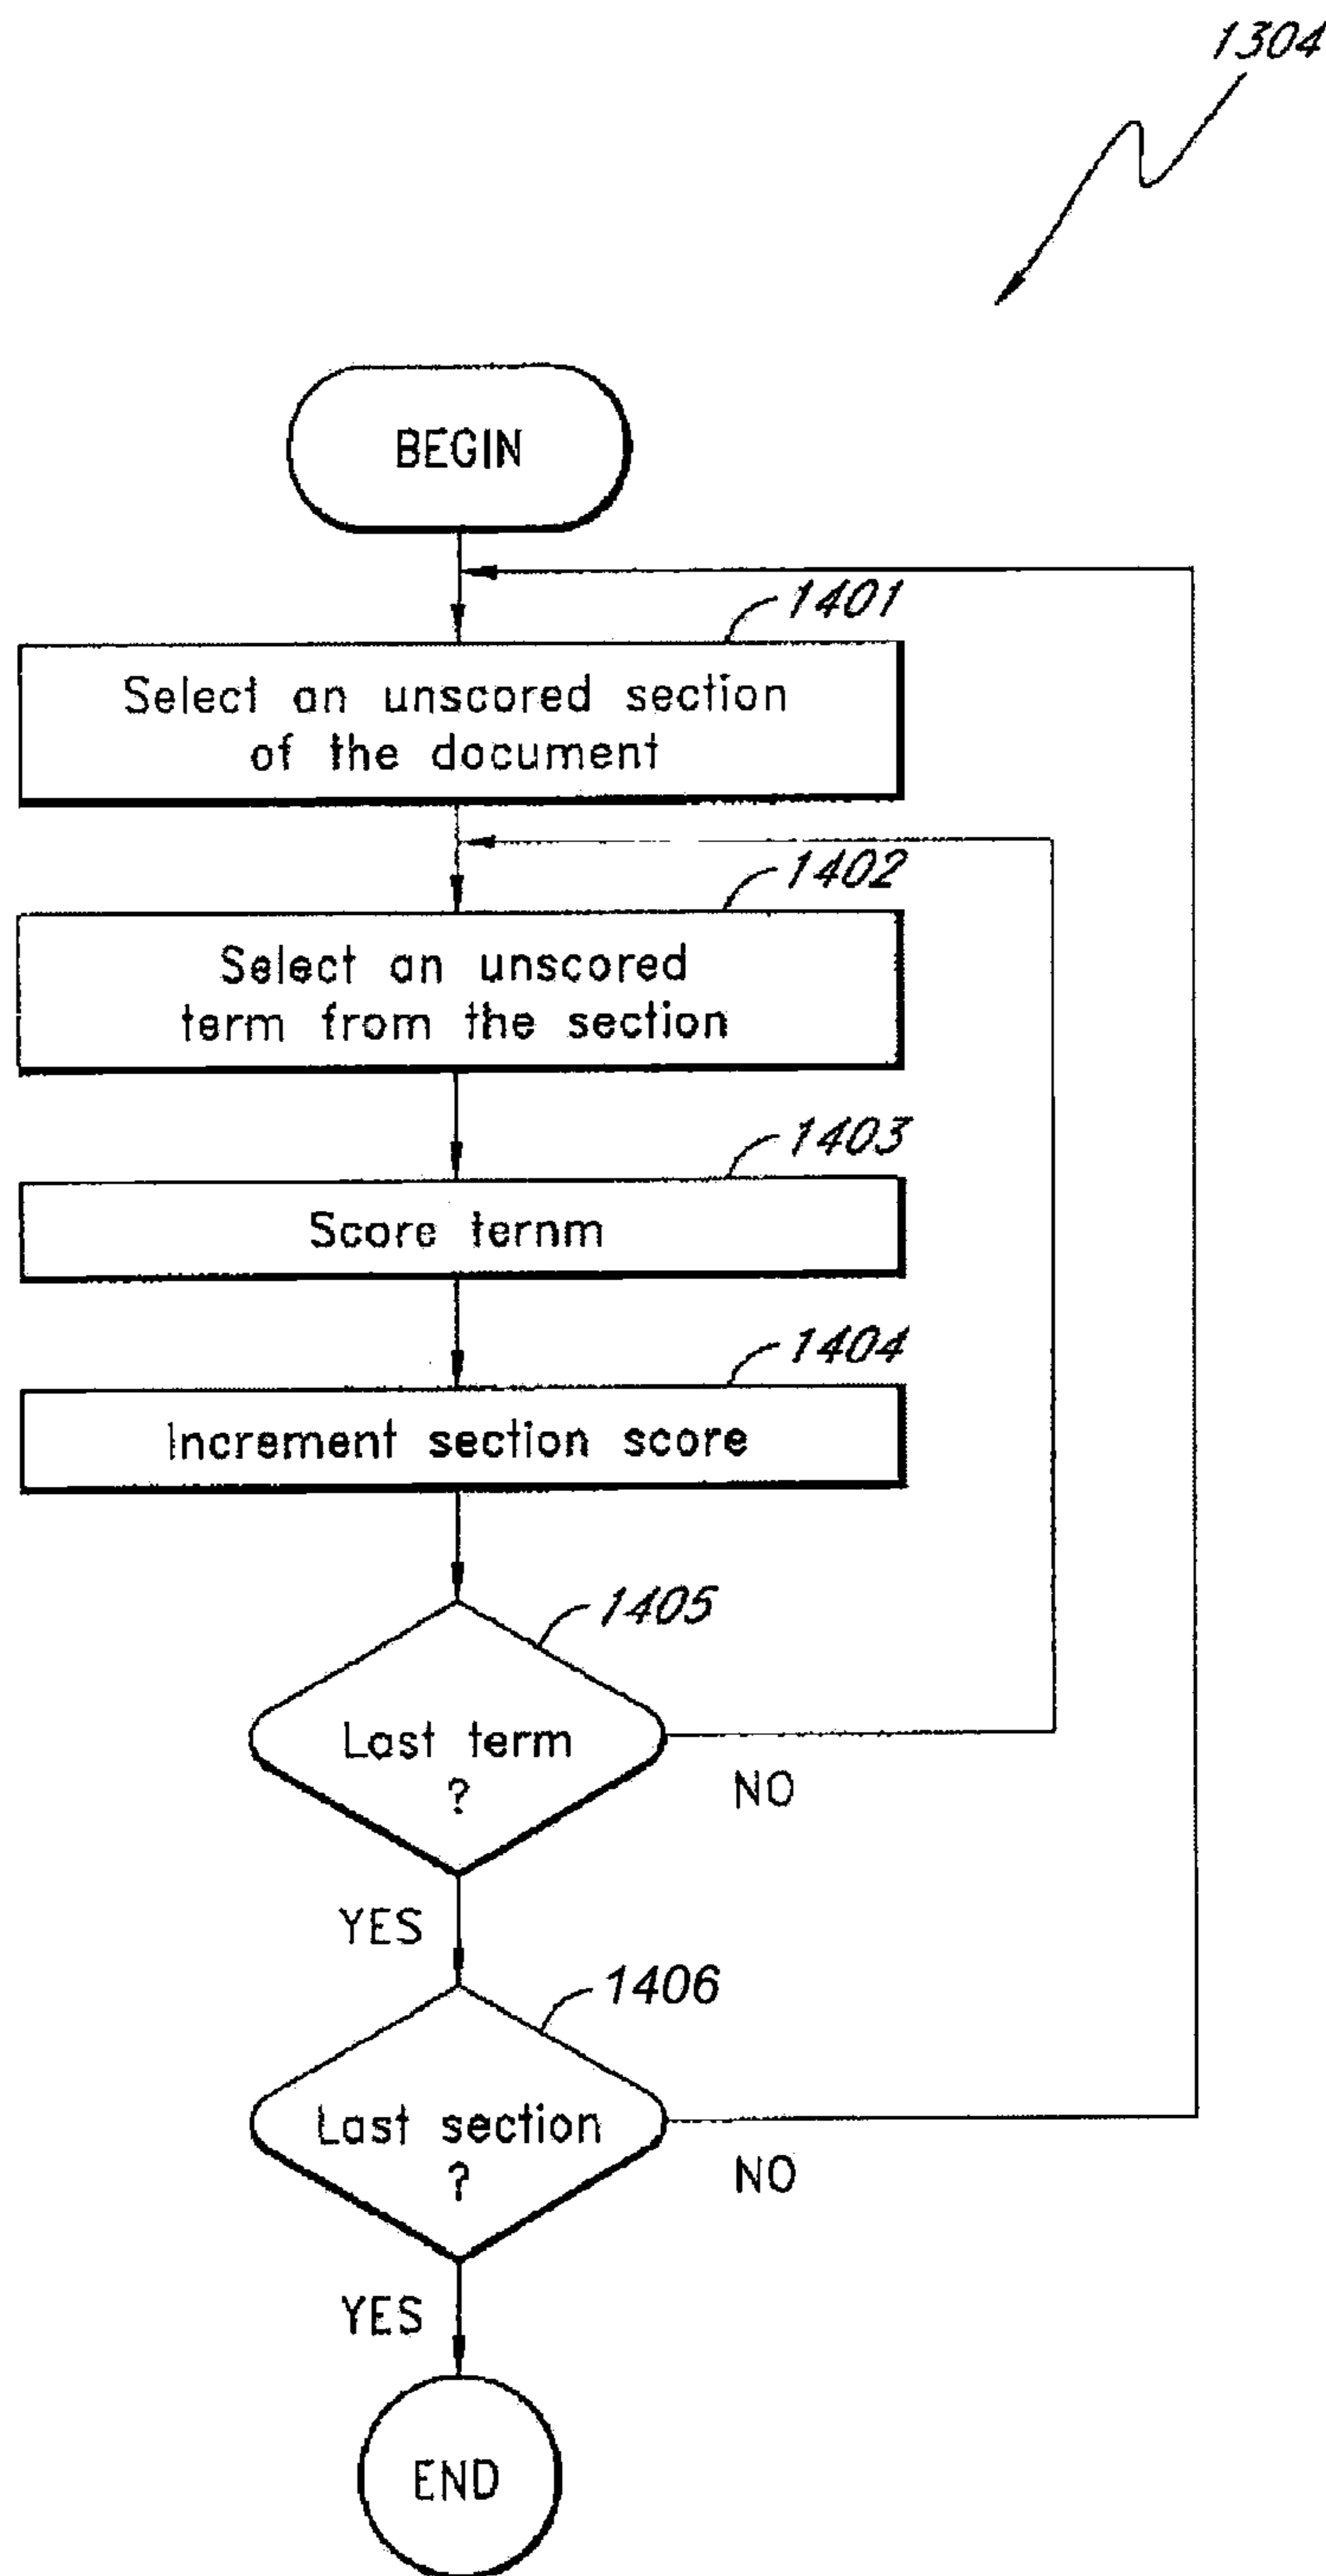 1304
BEGIN
1401
Select an unscored section
of the document
1402
Select an unscored
term from the section
1403
Score ternm
1404
Increment section score
1405
Last term
?
NO
YES
1406
Last section
?
NO
YES
END